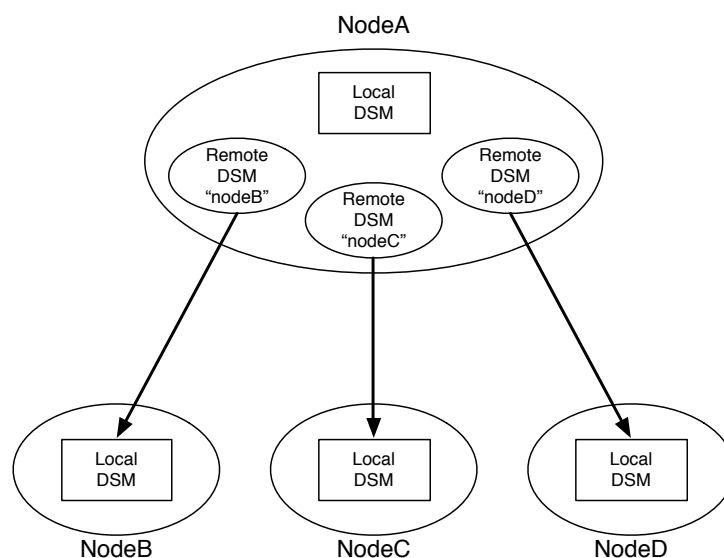 NodeA
Local
DSM
Remote
DSM
“nodeB”
Remote
DSM
“nodeC”
Remote
DSM
“nodeD”
Local
DSM
Local
DSM
Local
DSM
NodeB
NodeC
NodeD